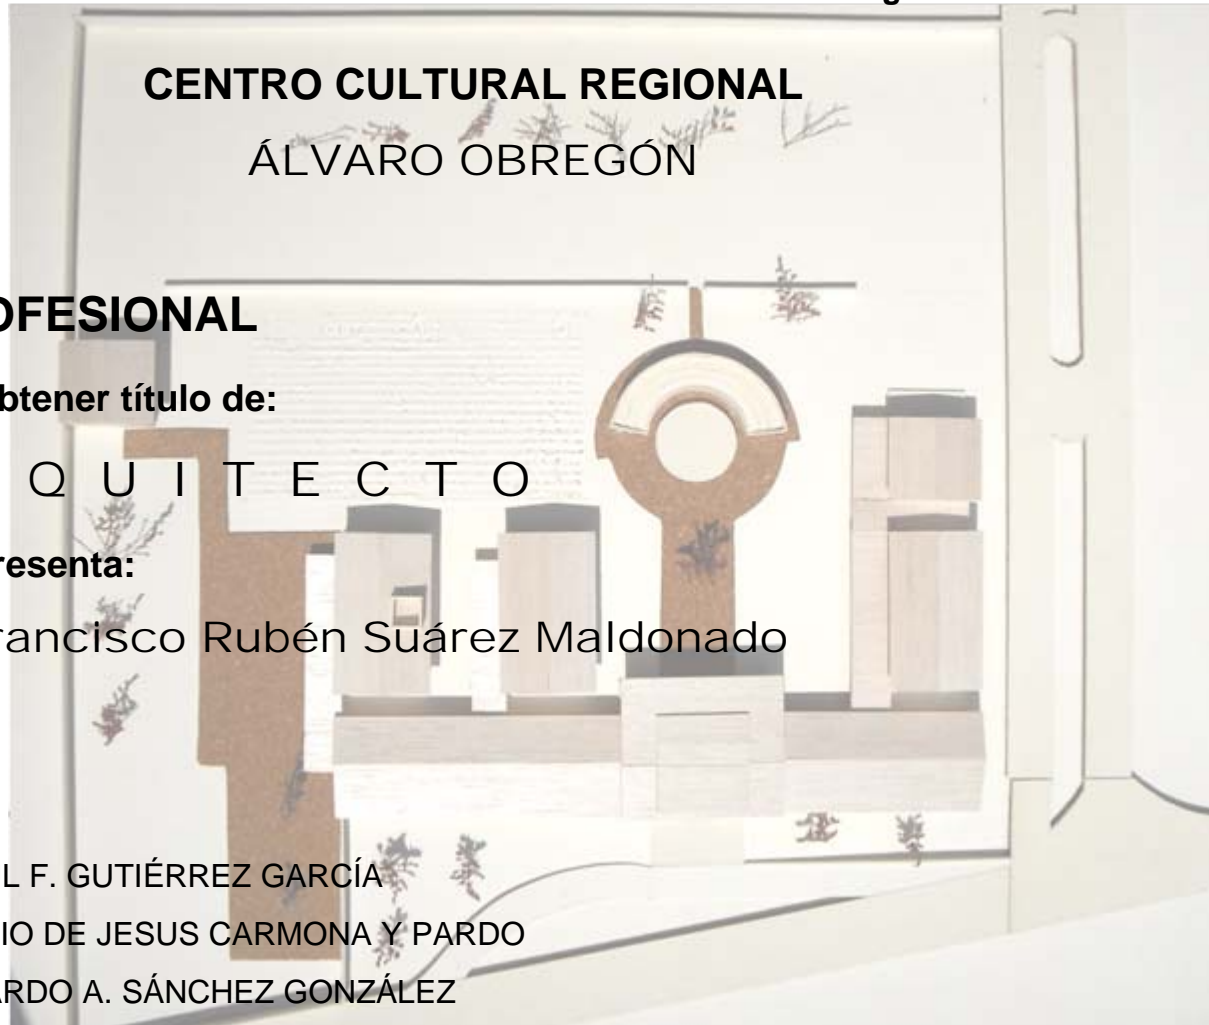 CENTRO CULTURAL REGIONAL
ÁLVARO OBREGÓN
OFESIONAL
btener título de:
Q U I T E C T O
resenta:
rancisco Rubén Suárez Maldonado
L F. GUTIÉRREZ GARCÍA
IO DE JESUS CARMONA Y PARDO
ARDO A. SÁNCHEZ GONZÁLEZ